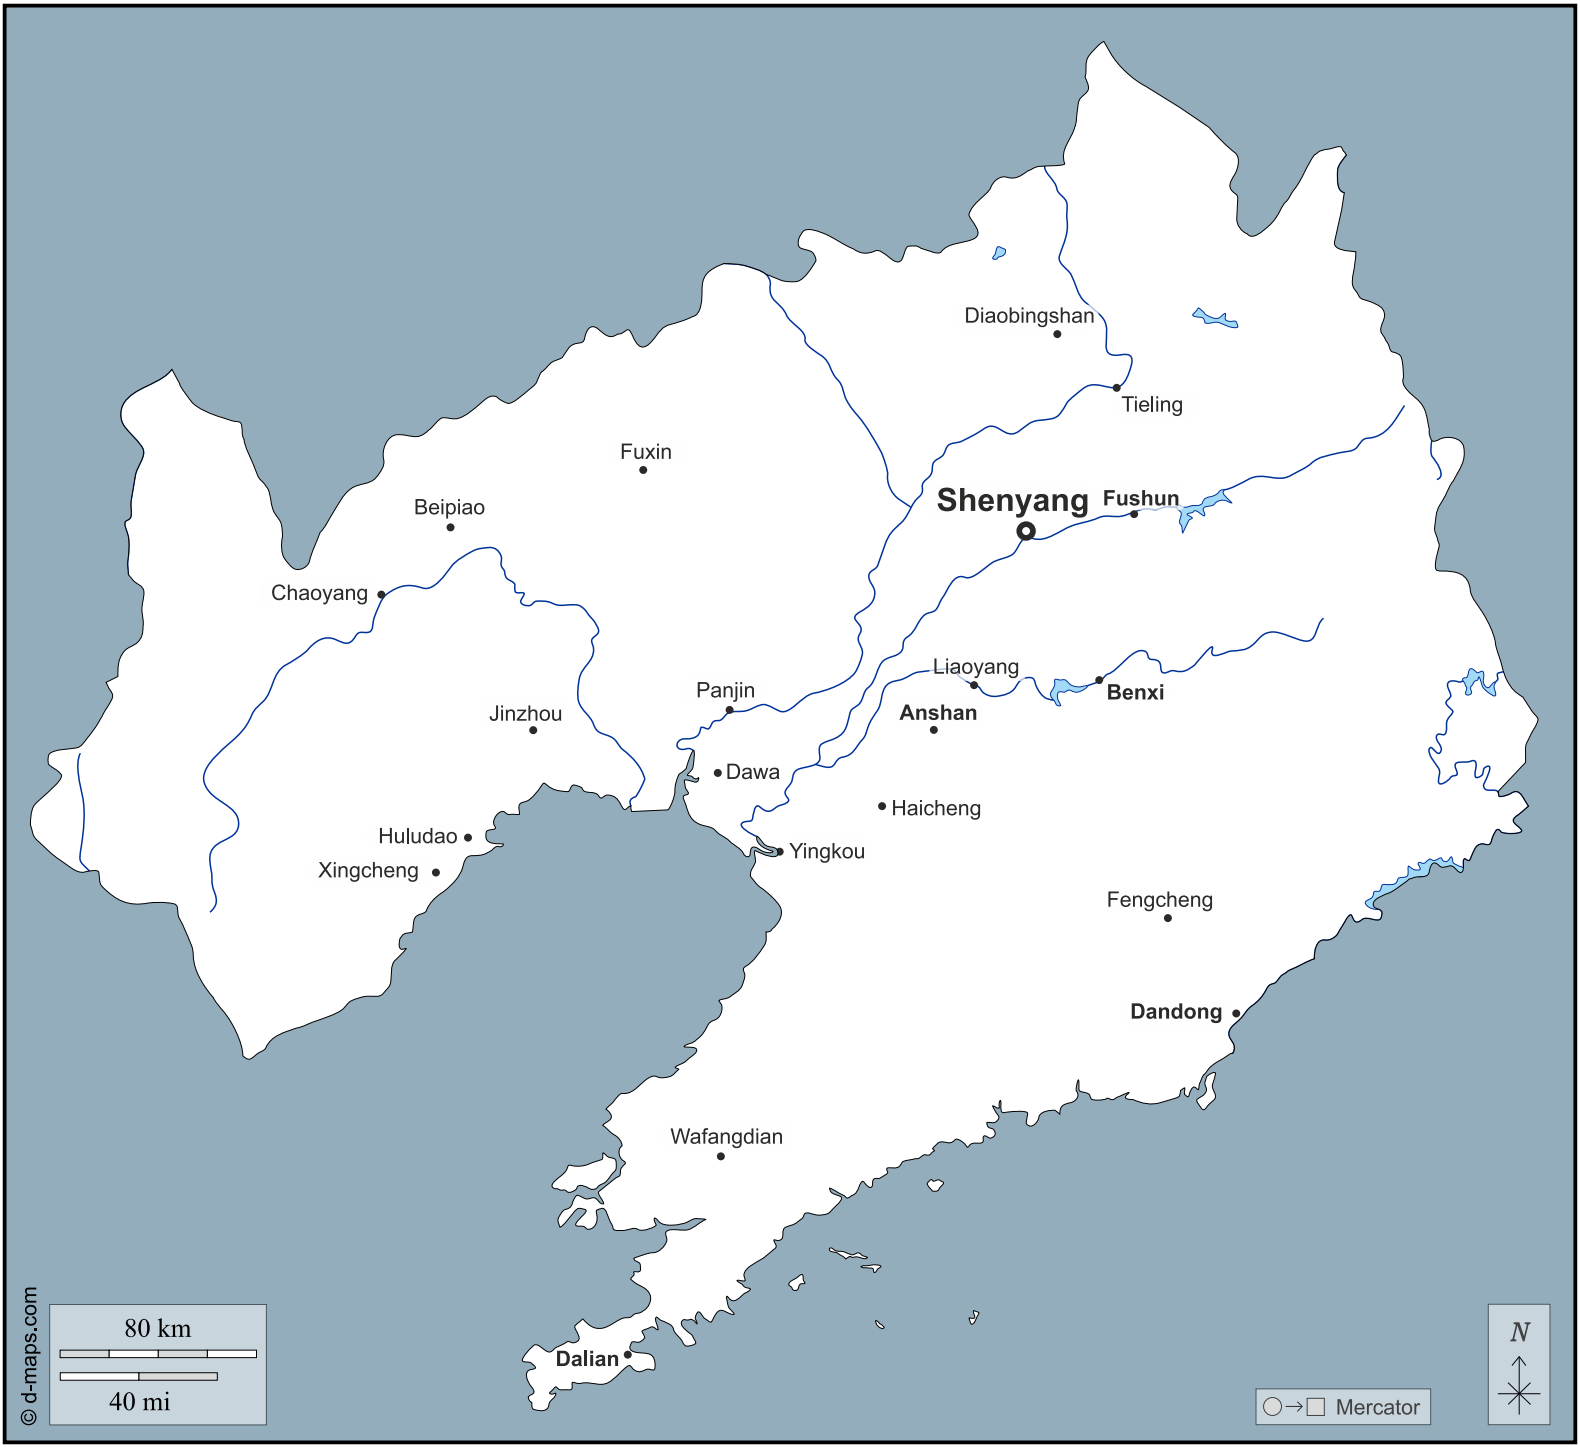 Diaobingshan
Tieling
Fuxin
Shenyang
Fushun
Beipiao
Chaoyang
Liaoyang
Benxi
Panjin
Anshan
Jinzhou
Dawa
Haicheng
Huludao
Yingkou
Xingcheng
Fengcheng
Dandong
Wafangdian
Dalian
© d-maps.com
80 km
40 mi
N
Mercator